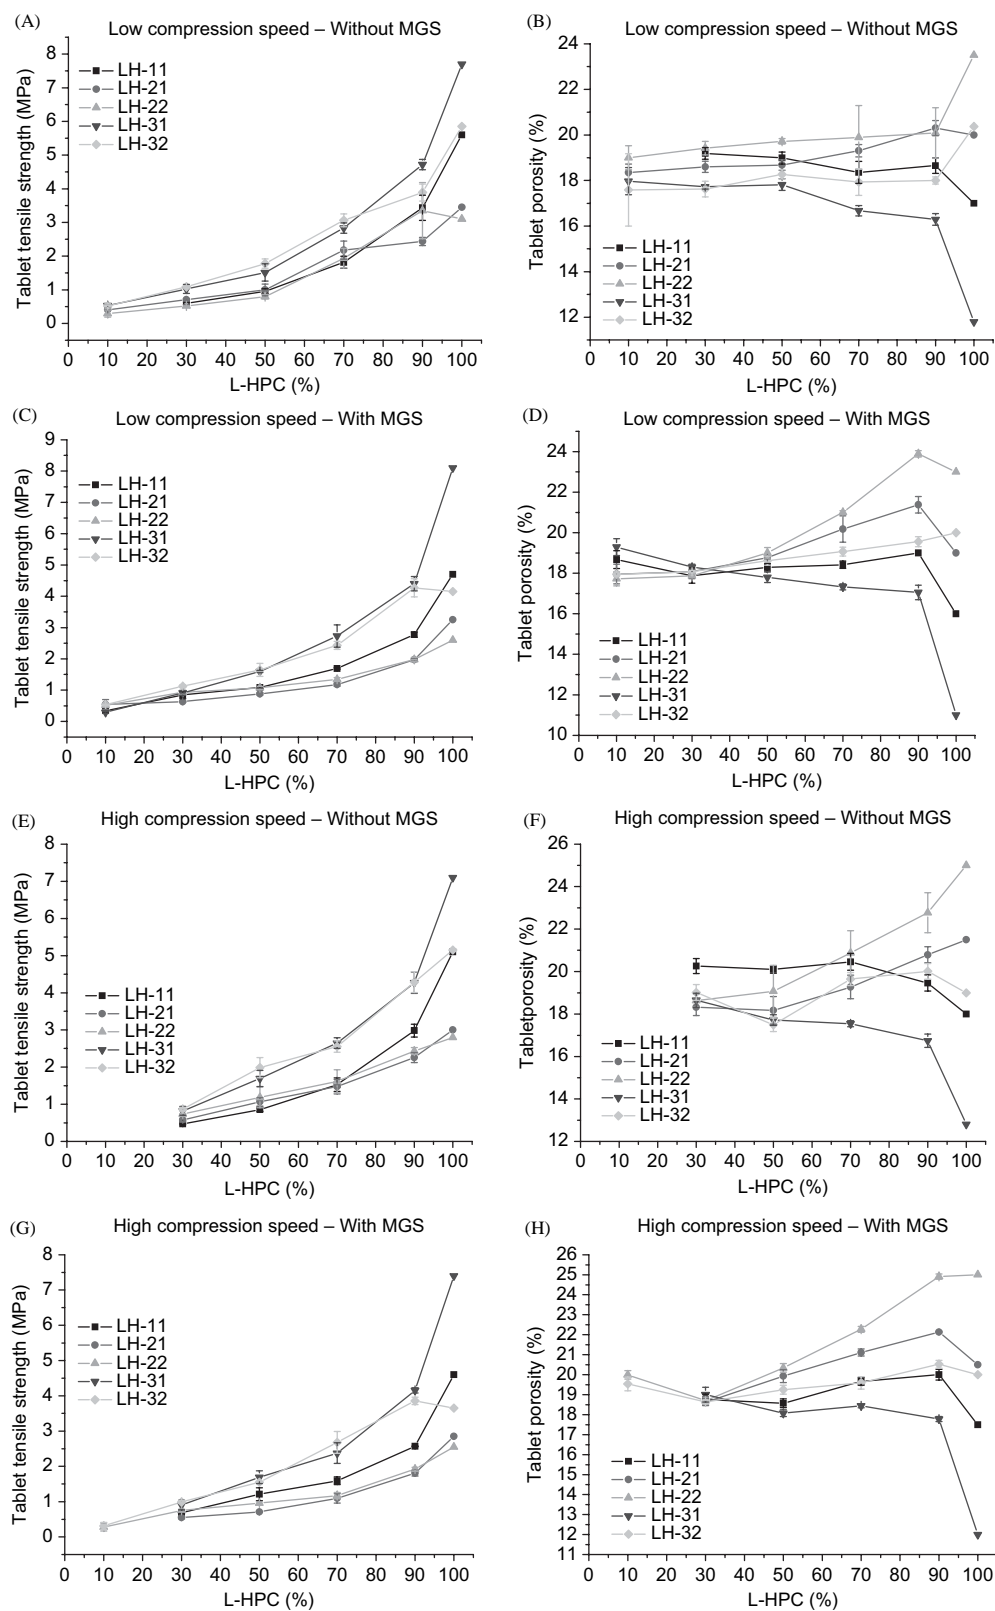 (A)
Low compression speed – Without MGS
Tablet tensile strength (MPa)
8
7
6
5
4
3
2
1
0
LH-11
LH-21
LH-22
LH-31
LH-32
0 10 20 30 40 50 60 70 80 90 100
L-HPC (%)
(B)
Low compression speed – Without MGS
Tablet porosity (%)
24
22
20
18
16
14
12
LH-11
LH-21
LH-22
LH-31
LH-32
0 10 20 30 40 50 60 70 80 90 100
L-HPC (%)
(C)
Low compression speed – With MGS
Tablet tensile strength (MPa)
9
8
7
6
5
4
3
2
1
0
LH-11
LH-21
LH-22
LH-31
LH-32
0 10 20 30 40 50 60 70 80 90 100
L-HPC (%)
(D)
Low compression speed – With MGS
Tablet porosity (%)
24
22
20
18
16
14
12
10
LH-11
LH-21
LH-22
LH-31
LH-32
0 10 20 30 40 50 60 70 80 90 100
L-HPC (%)
(E)
High compression speed – Without MGS
Tablet tensile strength (MPa)
8
7
6
5
4
3
2
1
0
LH-11
LH-21
LH-22
LH-31
LH-32
0 10 20 30 40 50 60 70 80 90 100
L-HPC (%)
(F)
High compression speed – Without MGS
Tabletporosity (%)
26
24
22
20
18
16
14
12
LH-11
LH-21
LH-22
LH-31
LH-32
0 10 20 30 40 50 60 70 80 90 100
L-HPC (%)
(G)
High compression speed – With MGS
Tablet tensile strength (MPa)
8
7
6
5
4
3
2
1
0
LH-11
LH-21
LH-22
LH-31
LH-32
0 10 20 30 40 50 60 70 80 90 100
L-HPC (%)
(H)
High compression speed – With MGS
Tablet porosity (%)
26
25
24
23
22
21
20
19
18
17
16
15
14
13
12
11
LH-11
LH-21
LH-22
LH-31
LH-32
0 10 20 30 40 50 60 70 80 90 100
L-HPC (%)